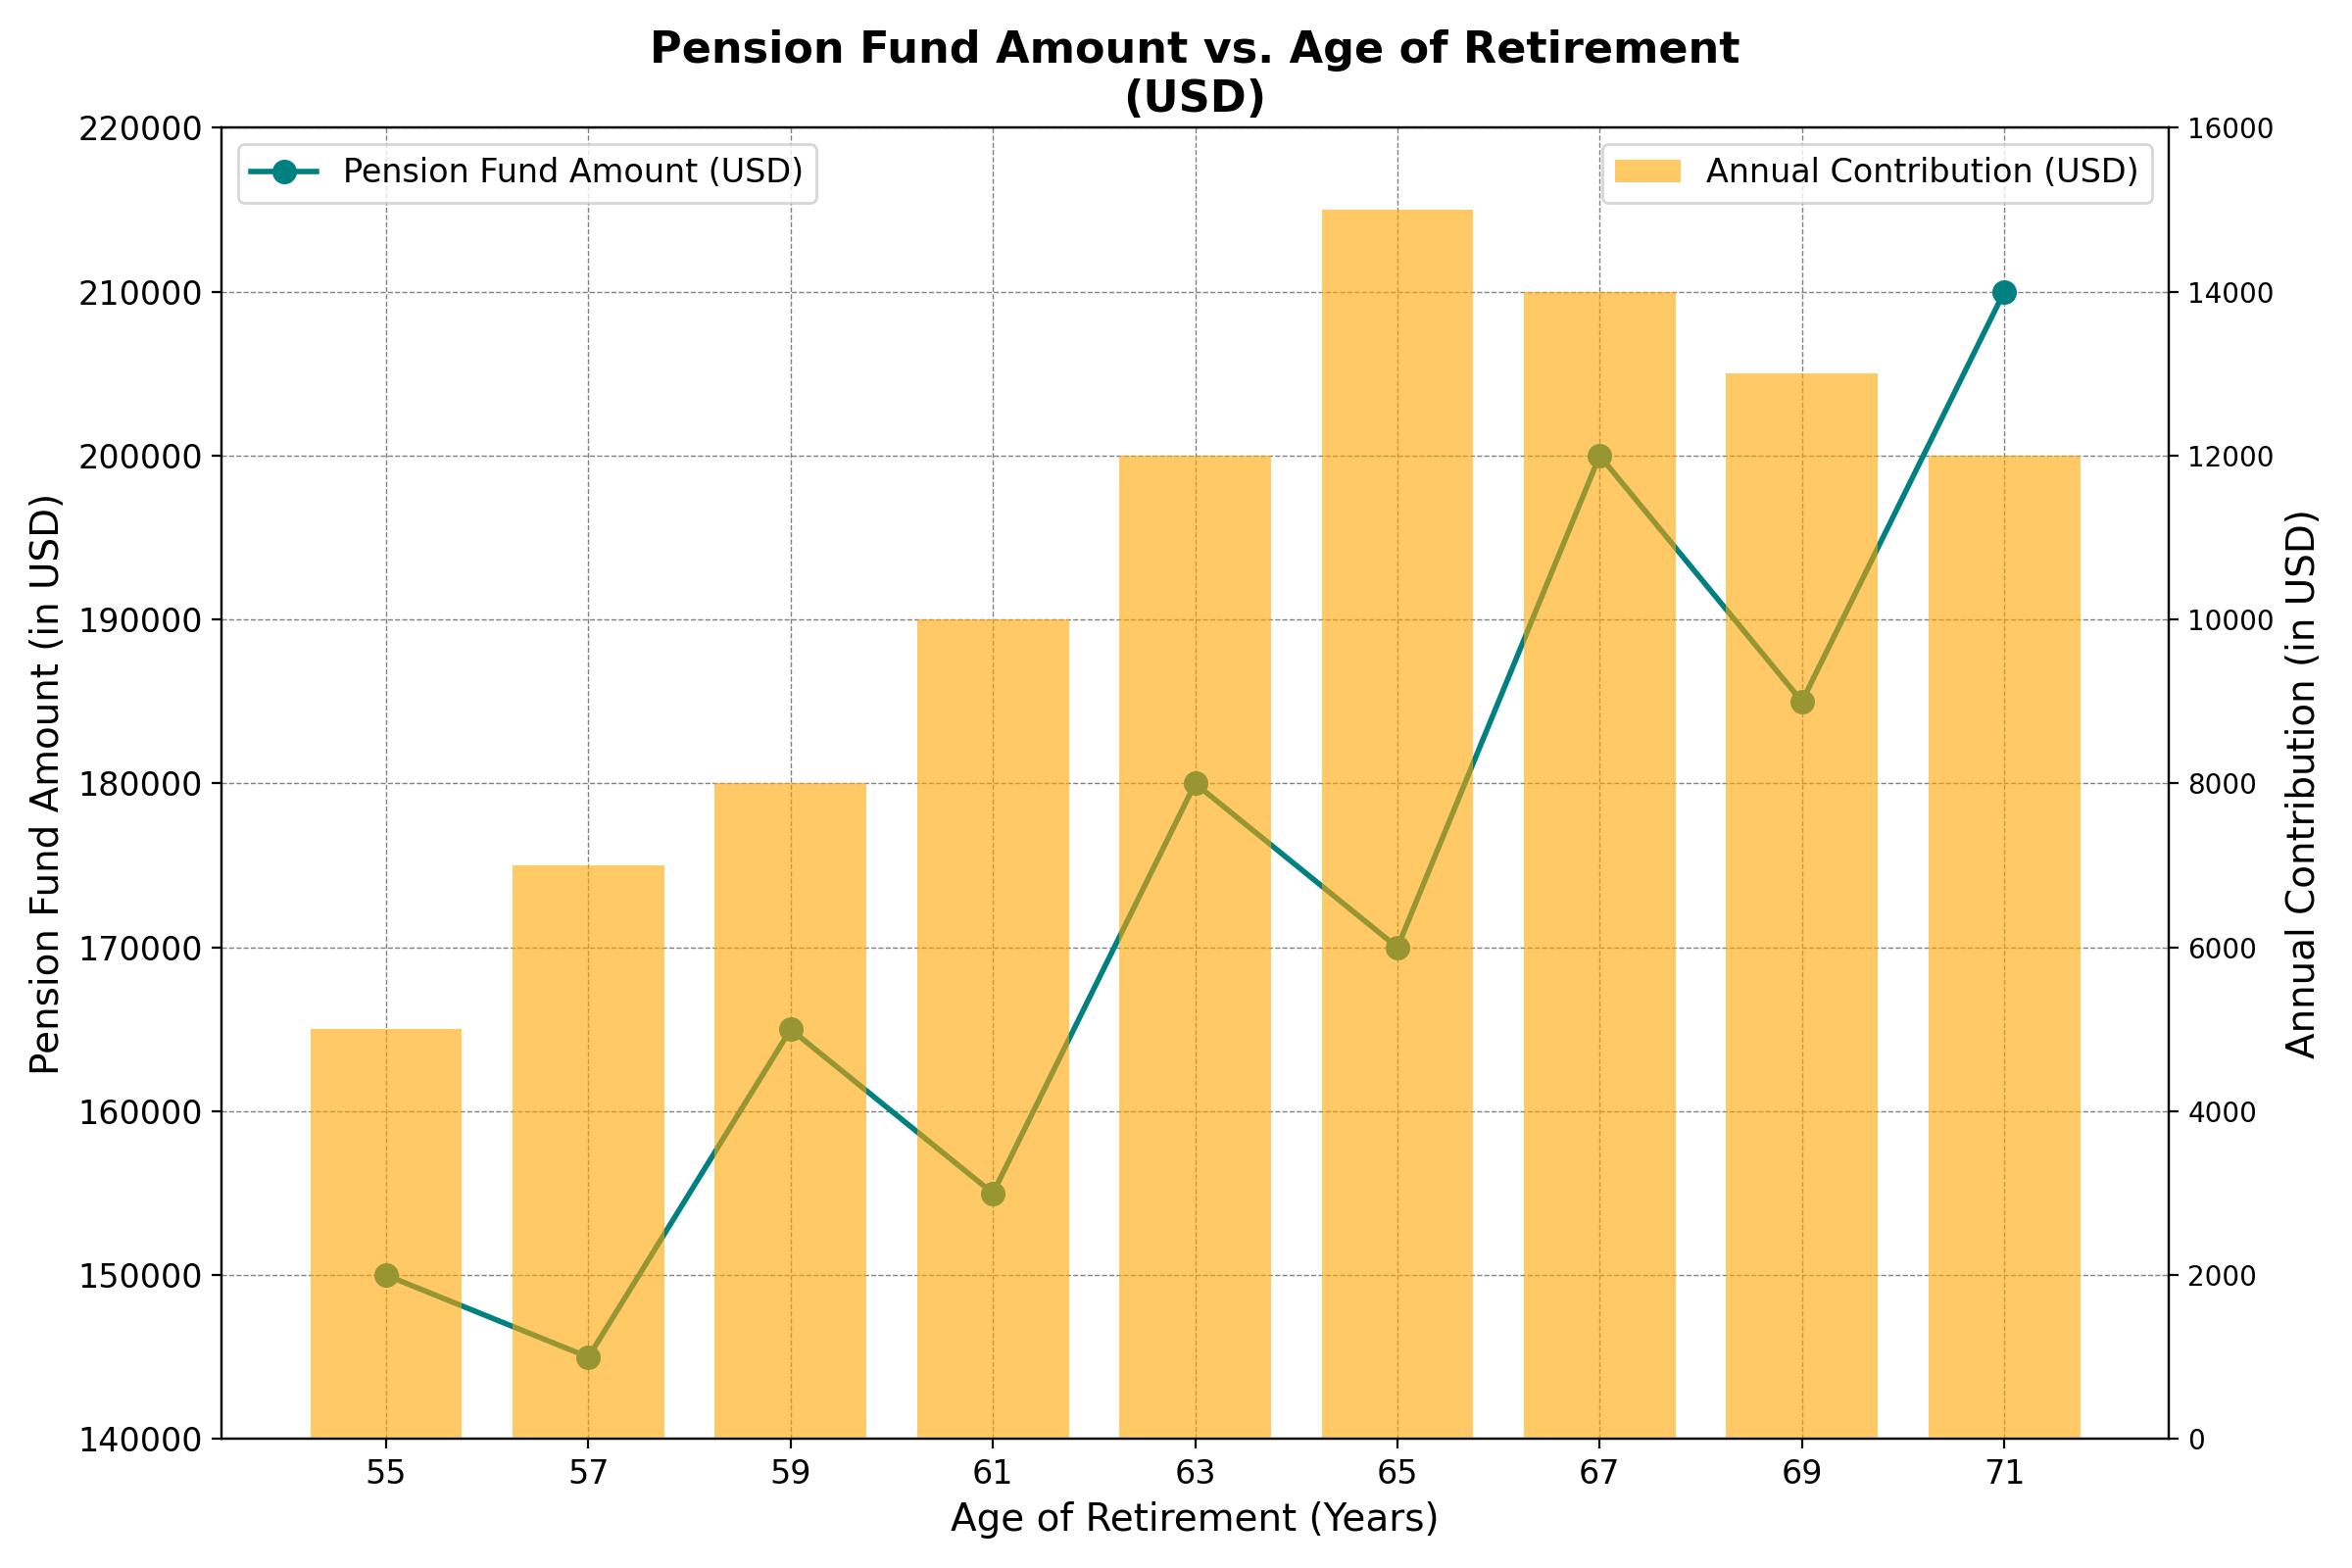 Pension Fund Amount vs. Age of Retirement
(USD)
Pension Fund Amount (USD)
Annual Contribution (USD)
Pension Fund Amount (in USD)
220000
210000
200000
190000
180000
170000
160000
150000
140000
16000
14000
12000
10000
8000
6000
4000
2000
0
Annual Contribution (in USD)
55 57 59 61 63 65 67 69 71
Age of Retirement (Years)